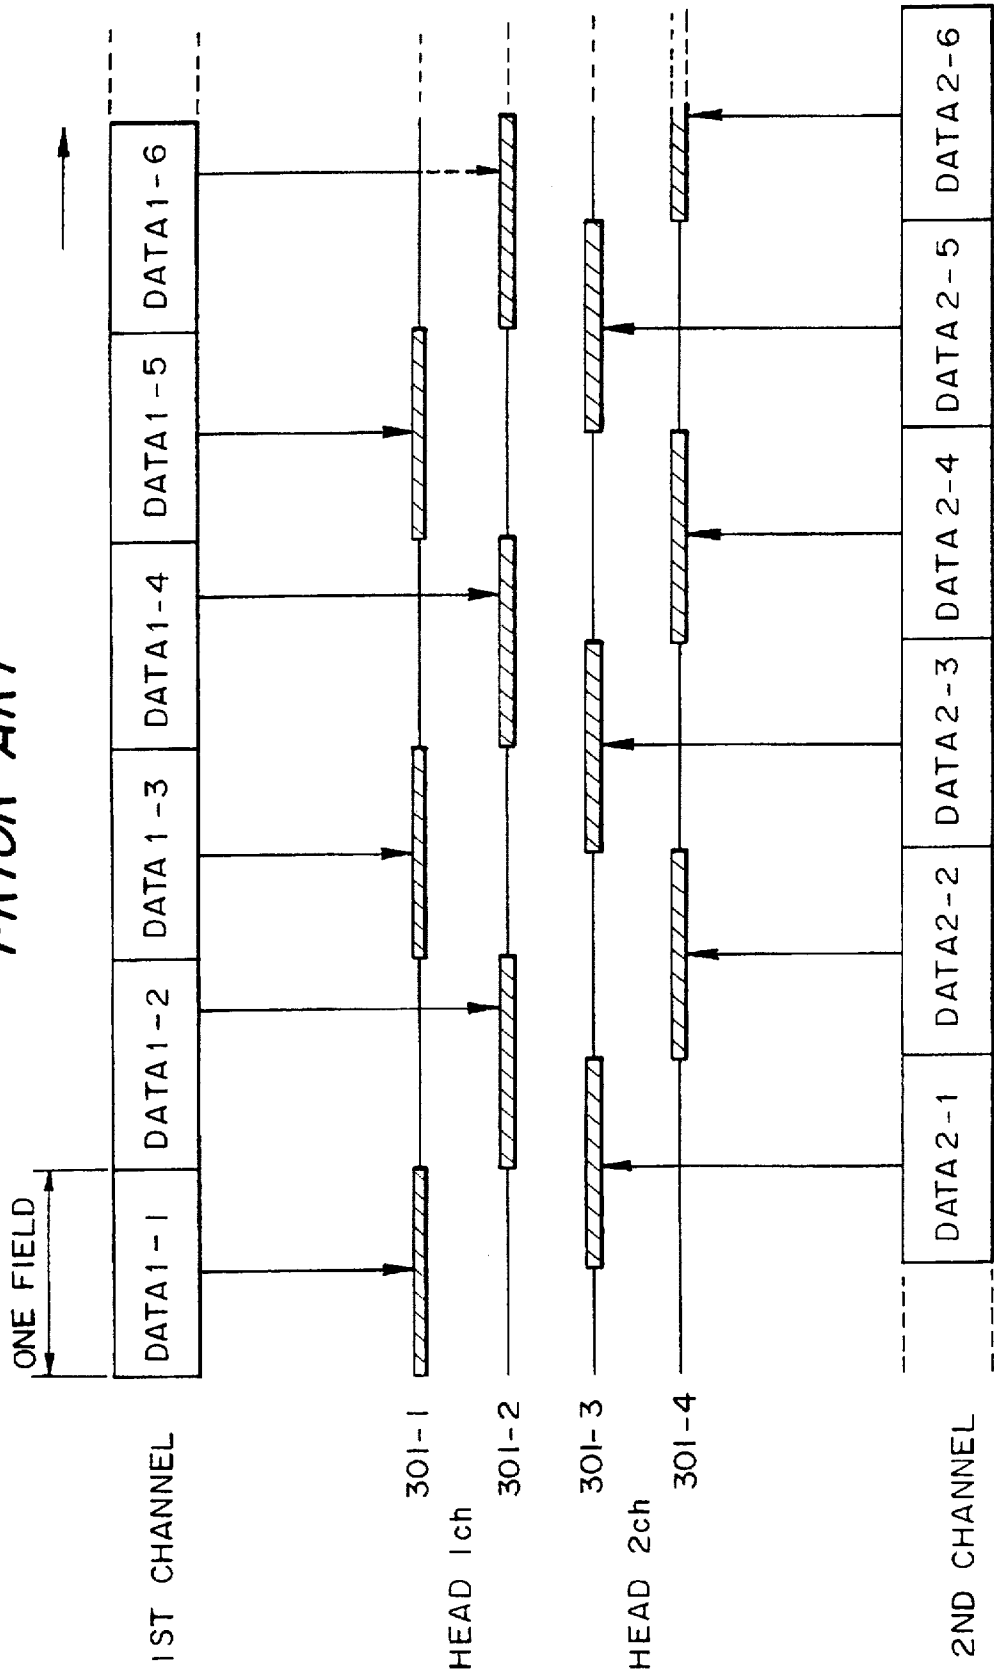 PRIOR ART
ONE FIELD
1ST CHANNEL
DATA1-1
DATA1-2
DATA1-3
DATA1-4
DATA1-5
DATA1-6
HEAD 1ch
301-1
301-2
HEAD 2ch
301-3
301-4
2ND CHANNEL
DATA2-1
DATA2-2
DATA2-3
DATA2-4
DATA2-5
DATA2-6